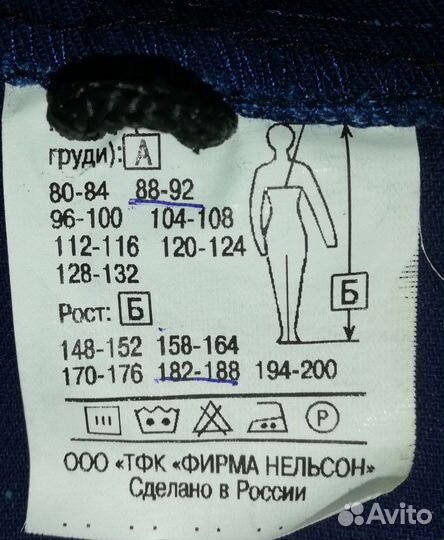 груди): А
80-84 88-92
96-100 104-108
112-116 120-124
128-132
Рост: Б
148-152 158-164
170-176 182-188 194-200
Б
P
ООО «ТФК «ФИРМА НЕЛЬСОН»
Сделано в России
Avito